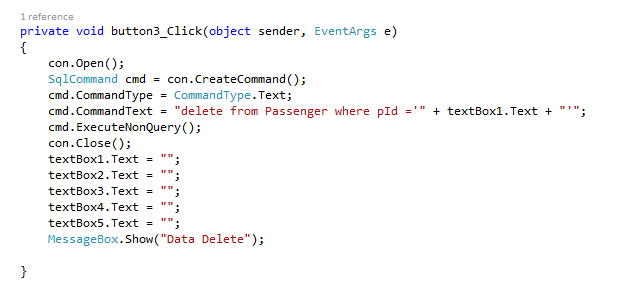 1 reference
private void button3_Click(object sender, EventArgs e)
{
con.Open();
SqlCommand cmd = con.CreateCommand();
cmd.CommandType = CommandType.Text;
cmd.CommandText = "delete from Passenger where pId ='" + textBox1.Text + "'";
cmd.ExecuteNonQuery();
con.Close();
textBox1.Text = "";
textBox2.Text = "";
textBox3.Text = "";
textBox4.Text = "";
textBox5.Text = "";
MessageBox.Show("Data Delete");
}